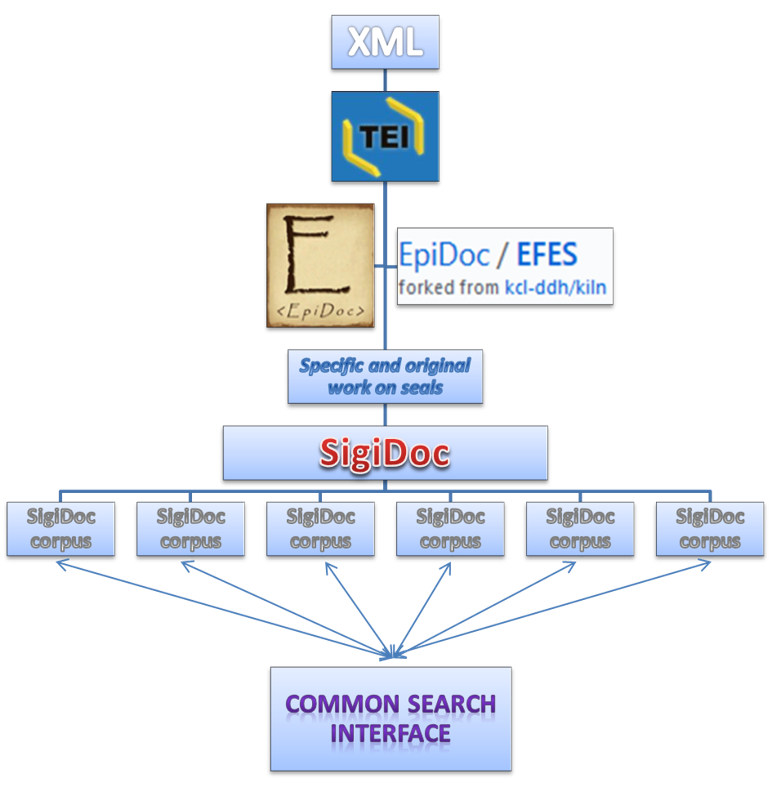 XML
TEI
E
<EpiDoc>
EpiDoc / EFES
forked from kcl-ddh/kiln
Specific and original
work on seals
SigiDoc
SigiDoc
corpus
SigiDoc
corpus
SigiDoc
corpus
SigiDoc
corpus
SigiDoc
corpus
SigiDoc
corpus
COMMON SEARCH
INTERFACE